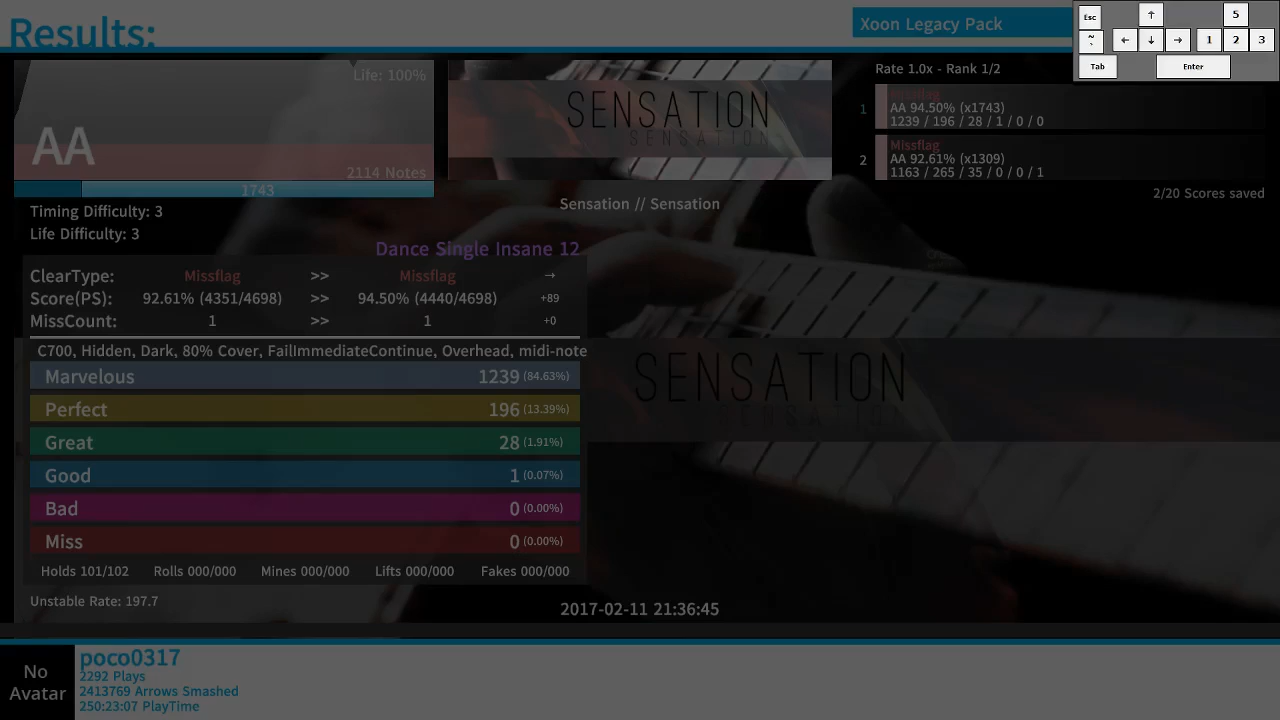 Results:
Xoon Legacy Pack
Esc ↑ 5
~ ` ← ↓ → 1 2 3
Tab Enter
Life: 100%
AA
2114 Notes
1743
SENSATION
SENSATION
Rate 1.0x - Rank 1/2
1 Missflag
AA 94.50% (x1743)
1239 / 196 / 28 / 1 / 0 / 0
2 Missflag
AA 92.61% (x1309)
1163 / 265 / 35 / 0 / 0 / 1
2/20 Scores saved
Timing Difficulty: 3
Life Difficulty: 3
Sensation // Sensation
Dance Single Insane 12
ClearType: Missflag >> Missflag →
Score(PS): 92.61% (4351/4698) >> 94.50% (4440/4698) +89
MissCount: 1 >> 1 +0
C700, Hidden, Dark, 80% Cover, FailImmediateContinue, Overhead, midi-note
Marvelous 1239 (84.63%)
Perfect 196 (13.39%)
Great 28 (1.91%)
Good 1 (0.07%)
Bad 0 (0.00%)
Miss 0 (0.00%)
Holds 101/102 Rolls 000/000 Mines 000/000 Lifts 000/000 Fakes 000/000
Unstable Rate: 197.7
SENSATION
SENSATION
2017-02-11 21:36:45
No Avatar
poco0317
2292 Plays
2413769 Arrows Smashed
250:23:07 PlayTime